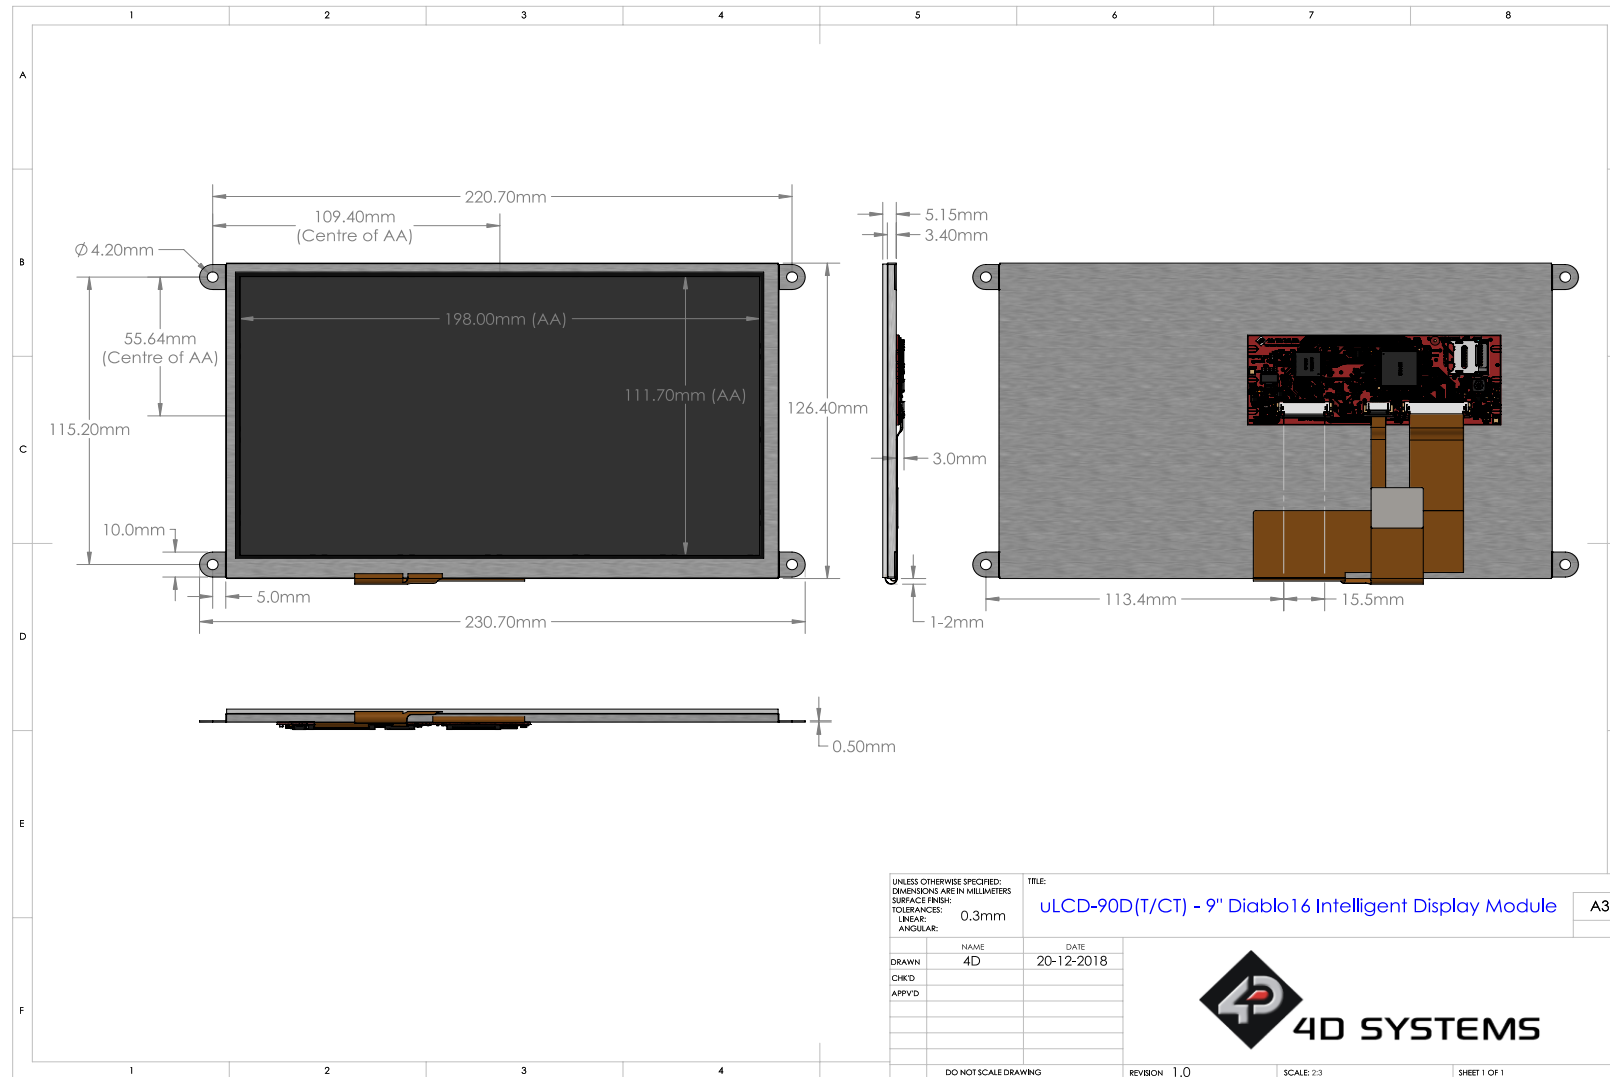 1 2 3 4 5 6 7 8
A
B
C
D
E
F
220.70mm
109.40mm
(Centre of AA)
Ø4.20mm
198.00mm (AA)
55.64mm
(Centre of AA)
111.70mm (AA)
126.40mm
115.20mm
10.0mm
5.0mm
230.70mm
5.15mm
3.40mm
3.0mm
1-2mm
113.4mm
15.5mm
0.50mm
UNLESS OTHERWISE SPECIFIED:
DIMENSIONS ARE IN MILLIMETERS
SURFACE FINISH:
TOLERANCES:
LINEAR: 0.3mm
ANGULAR:
TITLE:
uLCD-90D(T/CT) - 9" Diablo16 Intelligent Display Module
A3
NAME DATE
DRAWN 4D 20-12-2018
CHK'D
APPV'D
4D SYSTEMS
DO NOT SCALE DRAWING
REVISION 1.0
SCALE: 2:3
SHEET 1 OF 1
1 2 3 4